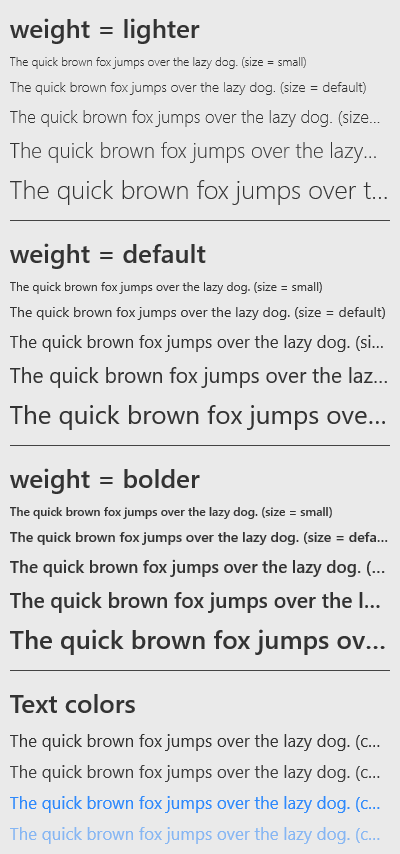 weight = lighter
The quick brown fox jumps over the lazy dog. (size = small)
The quick brown fox jumps over the lazy dog. (size = default)
The quick brown fox jumps over the lazy dog. (size...
The quick brown fox jumps over the lazy...
The quick brown fox jumps over t...
weight = default
The quick brown fox jumps over the lazy dog. (size = small)
The quick brown fox jumps over the lazy dog. (size = default)
The quick brown fox jumps over the lazy dog. (si...
The quick brown fox jumps over the laz...
The quick brown fox jumps ove...
weight = bolder
The quick brown fox jumps over the lazy dog. (size = small)
The quick brown fox jumps over the lazy dog. (size = defa...
The quick brown fox jumps over the lazy dog. (...
The quick brown fox jumps over the l...
The quick brown fox jumps ov...
Text colors
The quick brown fox jumps over the lazy dog. (c...
The quick brown fox jumps over the lazy dog. (c...
The quick brown fox jumps over the lazy dog. (c...
The quick brown fox jumps over the lazy dog. (c...